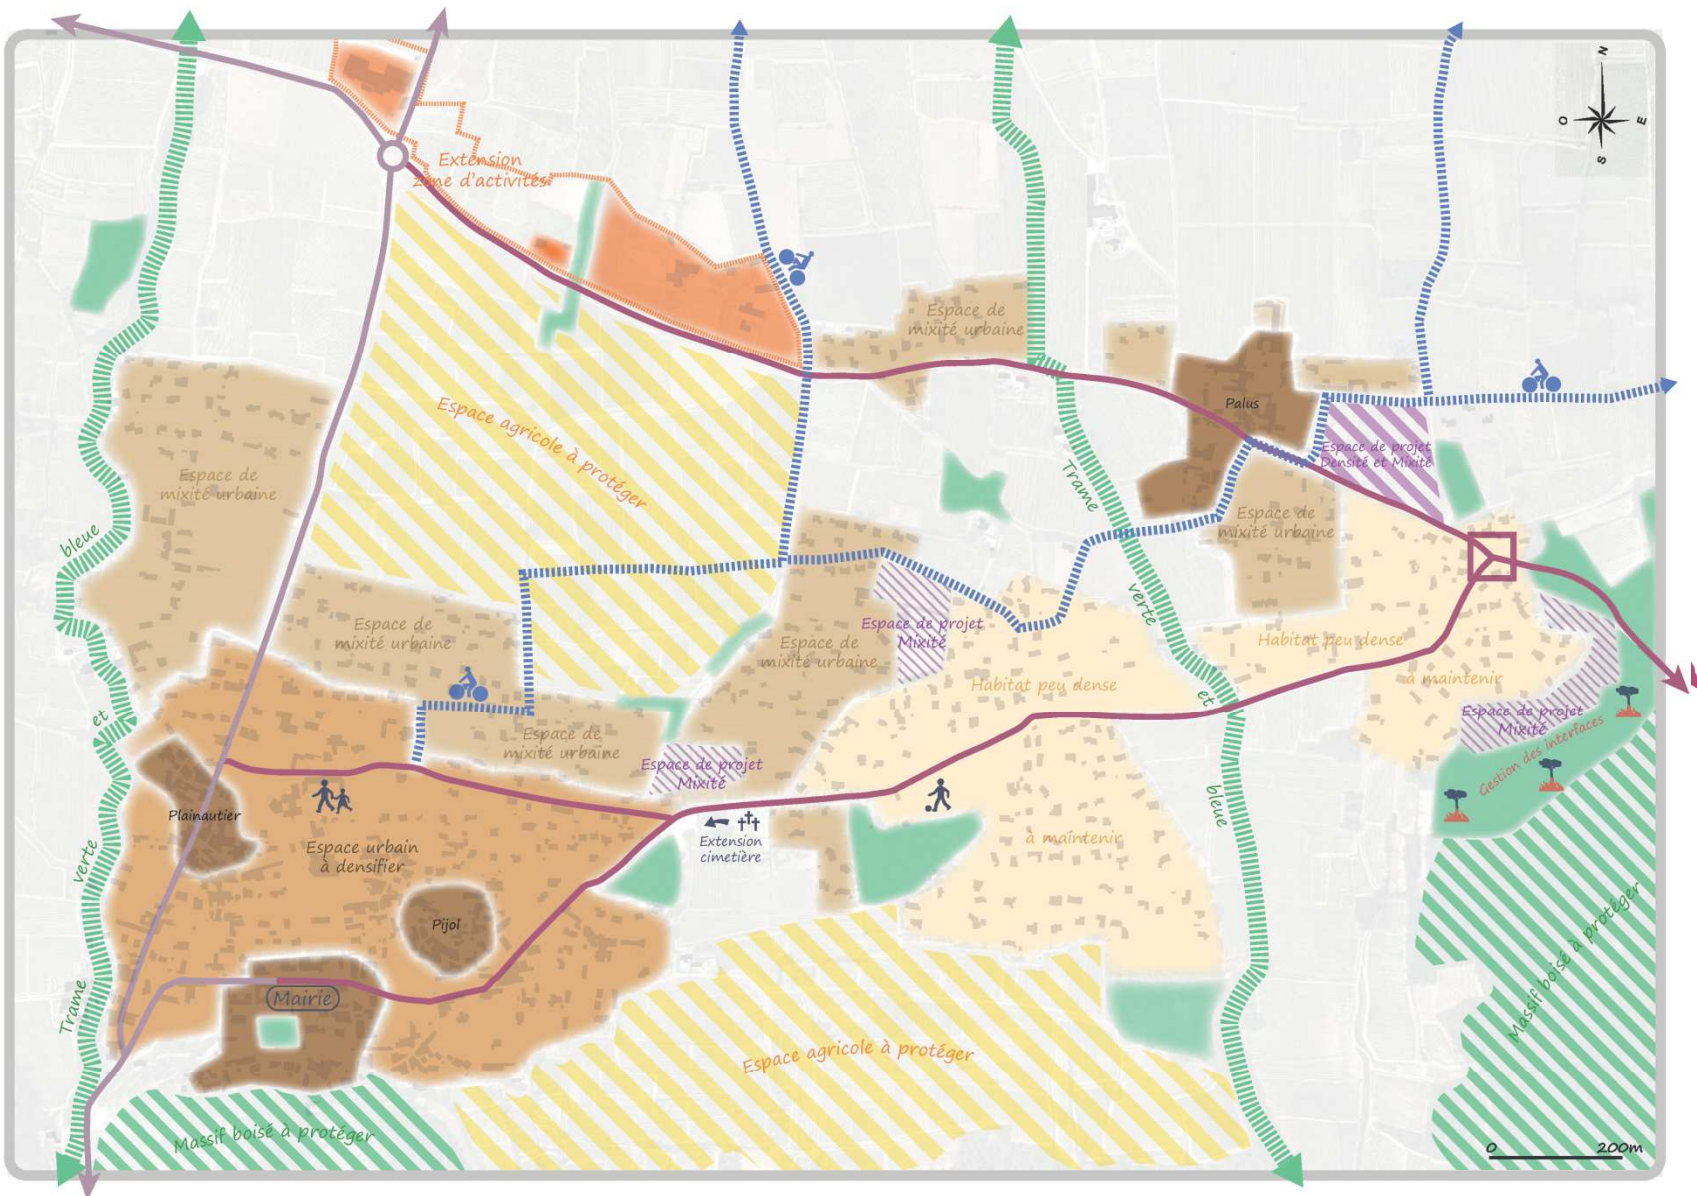 N
O
E
S
Extension
zone d'activités
Espace de
mixité urbaine
Palus
Espace agricole à protéger
Espace de projet
Densité et Mixité
Espace de
mixité urbaine
Trame
verte
et
bleue
Espace de
mixité urbaine
bleue
et
verte
Trame
Espace de
mixité urbaine
Espace de
mixité urbaine
Espace de projet
Mixité
Habitat peu dense
à maintenir
Habitat peu dense
à maintenir
Espace de projet
Mixité
Gestion des interfaces
Espace de
mixité urbaine
Espace de projet
Mixité
Plainautier
Espace urbain
à densifier
Extension
cimetière
Pijol
Mairie
Espace agricole à protéger
Massif boisé à protéger
Massif boisé à protéger
0 200m